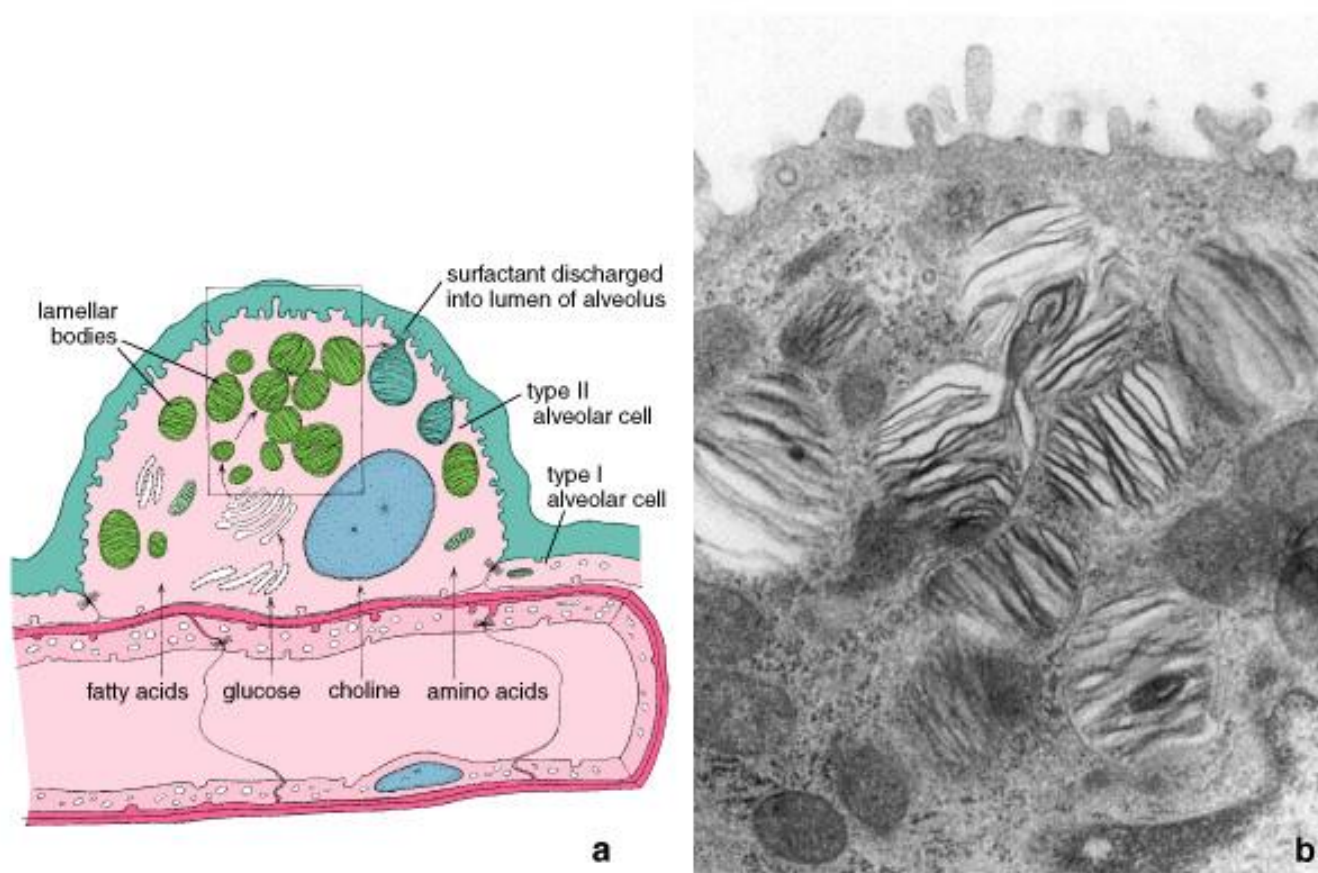 surfactant discharged
into lumen of alveolus
lamellar
bodies
type II
alveolar cell
type I
alveolar cell
fatty acids
glucose
choline
amino acids
a
b